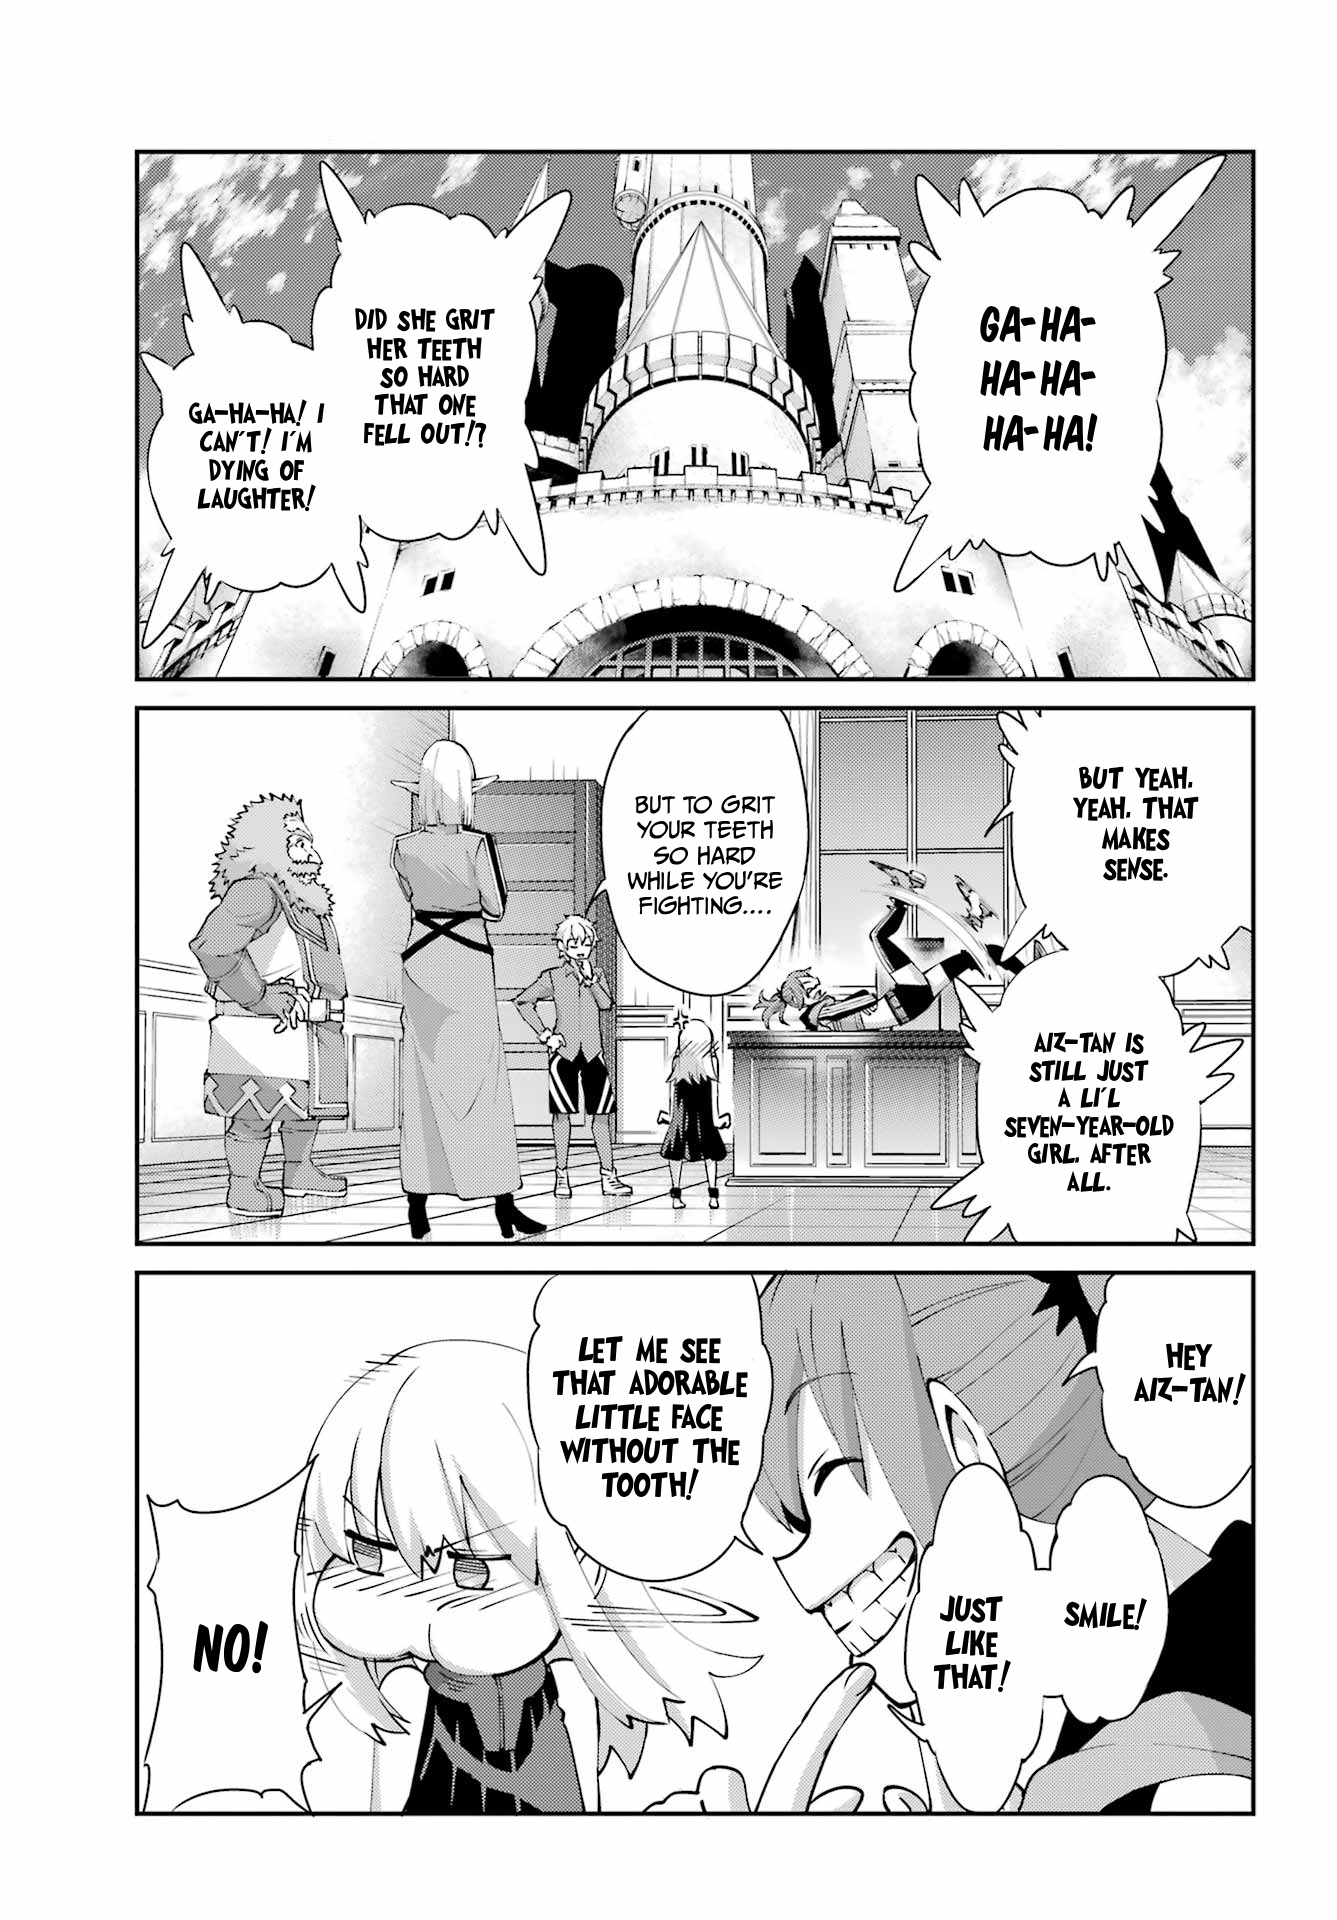 GA-HA-
HA-HA-
HA-HA!
DID SHE GRIT
HER TEETH
SO HARD
THAT ONE
FELL OUT!?
GA-HA-HA! I
CAN'T! I'M
DYING OF
LAUGHTER!
BUT YEAH,
YEAH, THAT
MAKES
SENSE.
AIZ-TAN IS
STILL JUST
A LI'L
SEVEN-YEAR-OLD
GIRL, AFTER
ALL.
BUT TO GRIT
YOUR TEETH
SO HARD
WHILE YOU'RE
FIGHTING....
HEY
AIZ-TAN!
SMILE!
JUST
LIKE
THAT!
LET ME SEE
THAT ADORABLE
LITTLE FACE
WITHOUT THE
TOOTH!
NO!